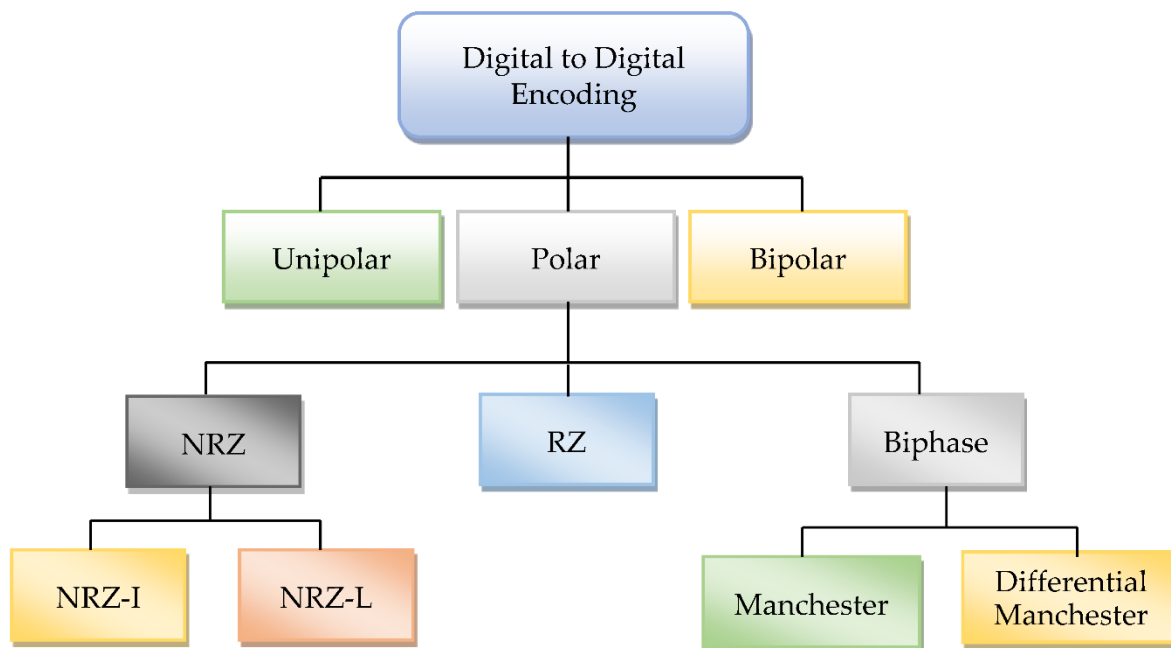 Digital to Digital
Encoding
Unipolar
Polar
Bipolar
NRZ
RZ
Biphase
NRZ-I
NRZ-L
Manchester
Differential
Manchester